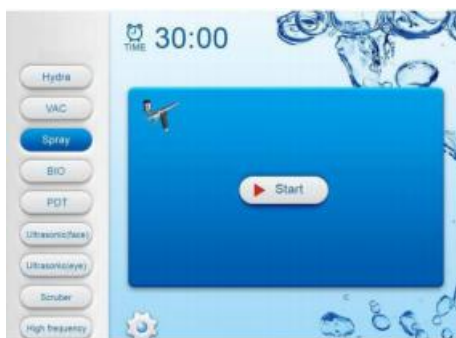 TIME 30:00
Hydra
VAC
Spray
BIO
PDT
Ultrasonic(face)
Ultrasonic(eye)
Scruber
High frequency
Start